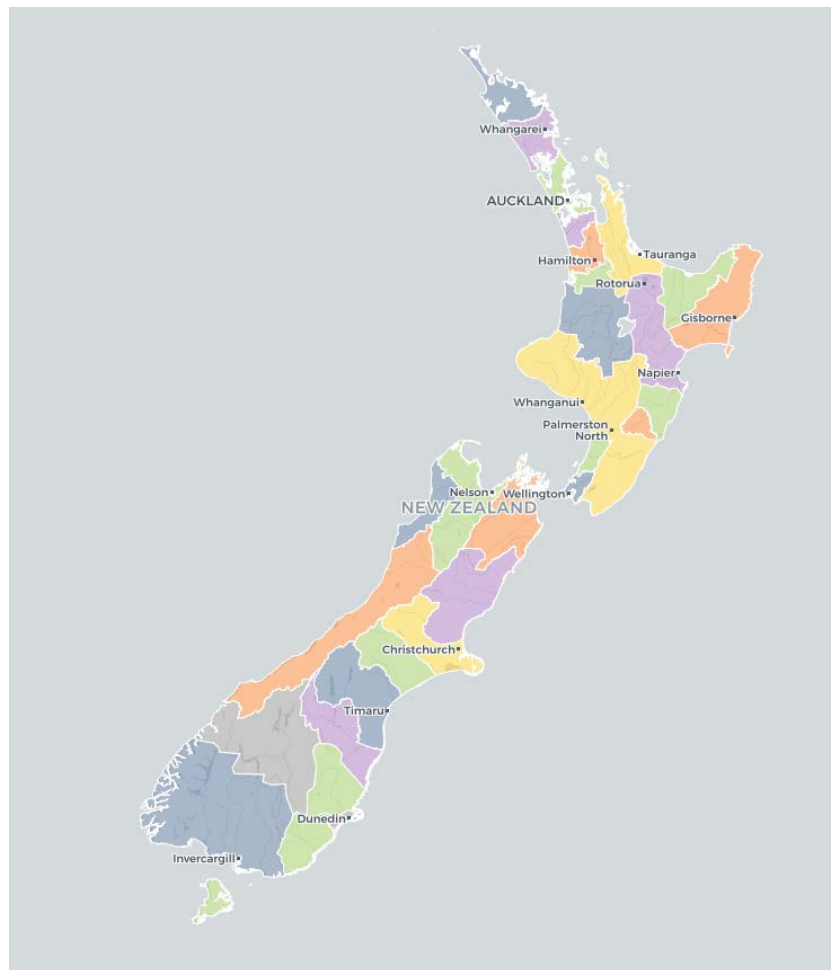 Whangarei
AUCKLAND
Tauranga
Hamilton
Rotorua
Gisborne
Napier
Whanganui
Palmerston
North
Nelson
Wellington
NEW ZEALAND
Christchurch
Timaru
Dunedin
Invercargill